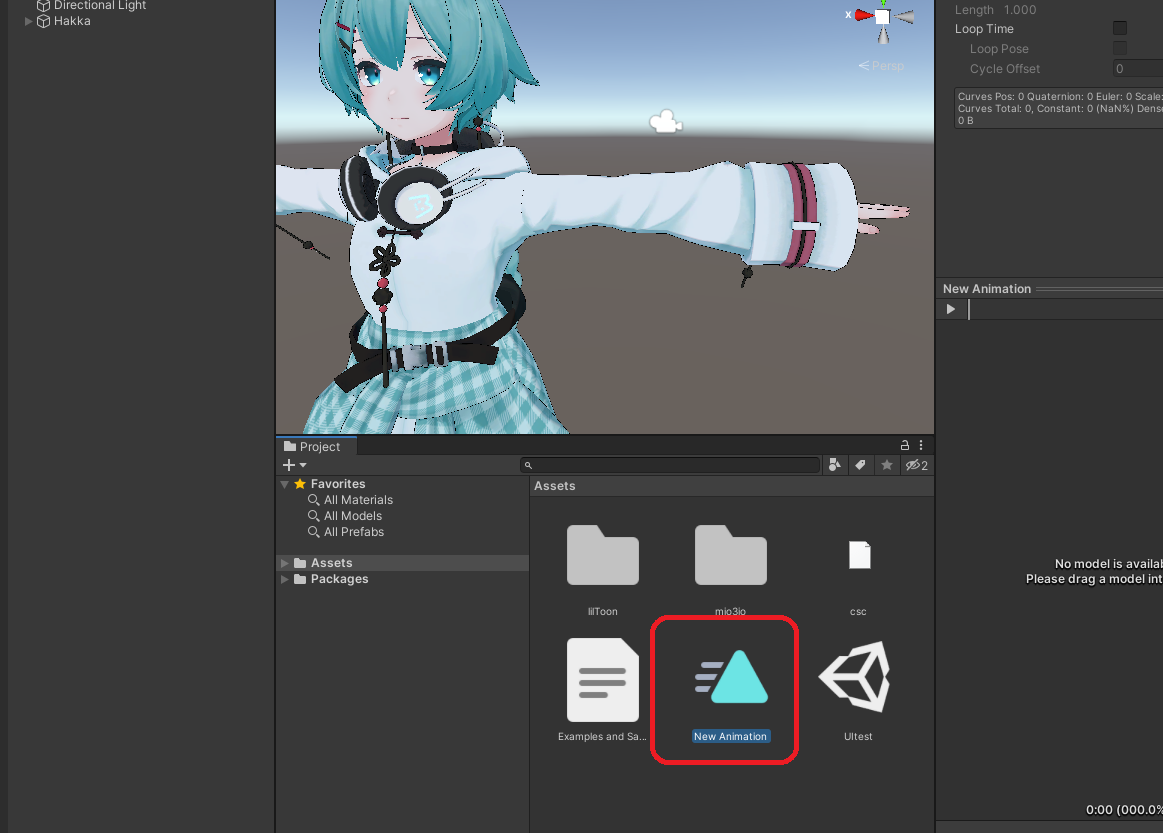 Directional Light
Hakka
x
Persp
Length 1.000
Loop Time
Loop Pose
Cycle Offset
0
Curves Pos: 0 Quaternion: 0 Euler: 0 Scale:
Curves Total: 0, Constant: 0 (NaN%) Dens
0 B
New Animation
Project
2
Favorites
All Materials
All Models
All Prefabs
Assets
Packages
Assets
lilToon
mio3io
csc
Examples and Sa...
New Animation
UItest
No model is availab
Please drag a model int
0:00 (000.0%